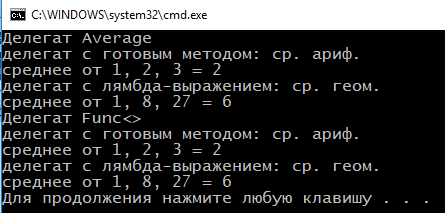 C:\WINDOWS\system32\cmd.exe
Делегат Average
делегат с готовым методом: ср. ариф.
среднее от 1, 2, 3 = 2
делегат с лямбда-выражением: ср. геом.
среднее от 1, 8, 27 = 6
Делегат Func<>
делегат с готовым методом: ср. ариф.
среднее от 1, 2, 3 = 2
делегат с лямбда-выражением: ср. геом.
среднее от 1, 8, 27 = 6
Для продолжения нажмите любую клавишу . . .